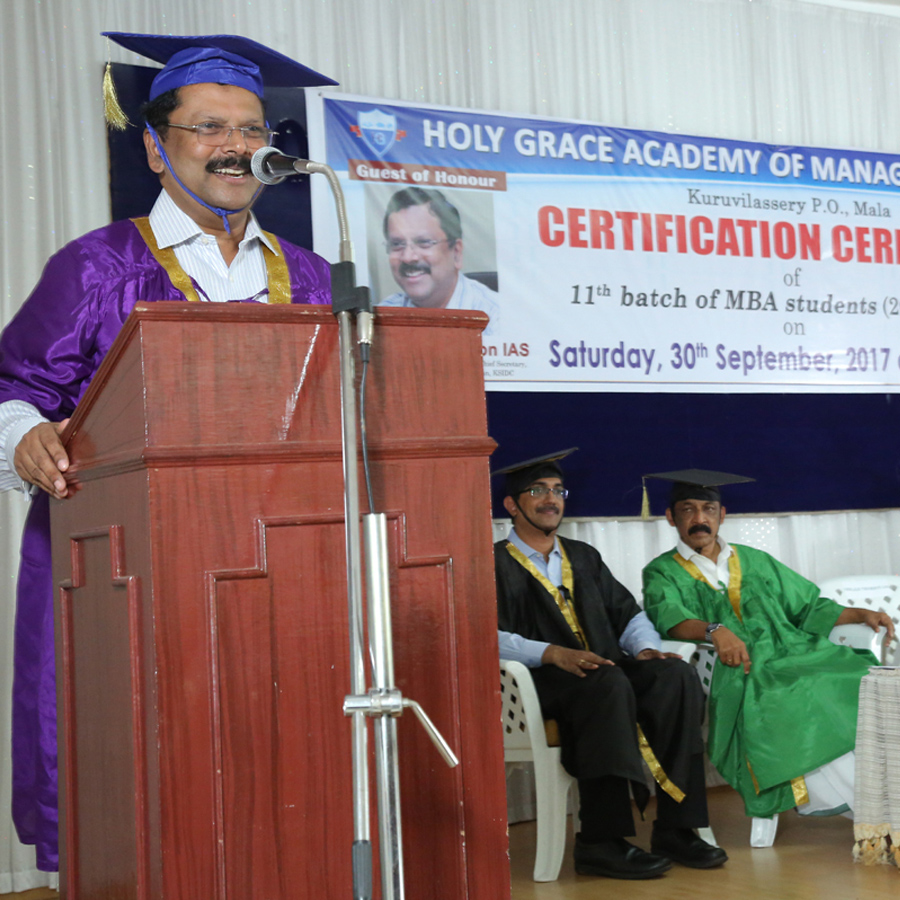 HOLY GRACE ACADEMY OF MANAG
Guest of Honour
Kuruvilassery P.O., Mala
CERTIFICATION CERE
of
11th batch of MBA students (2
on
on IAS
Saturday, 30th September, 2017